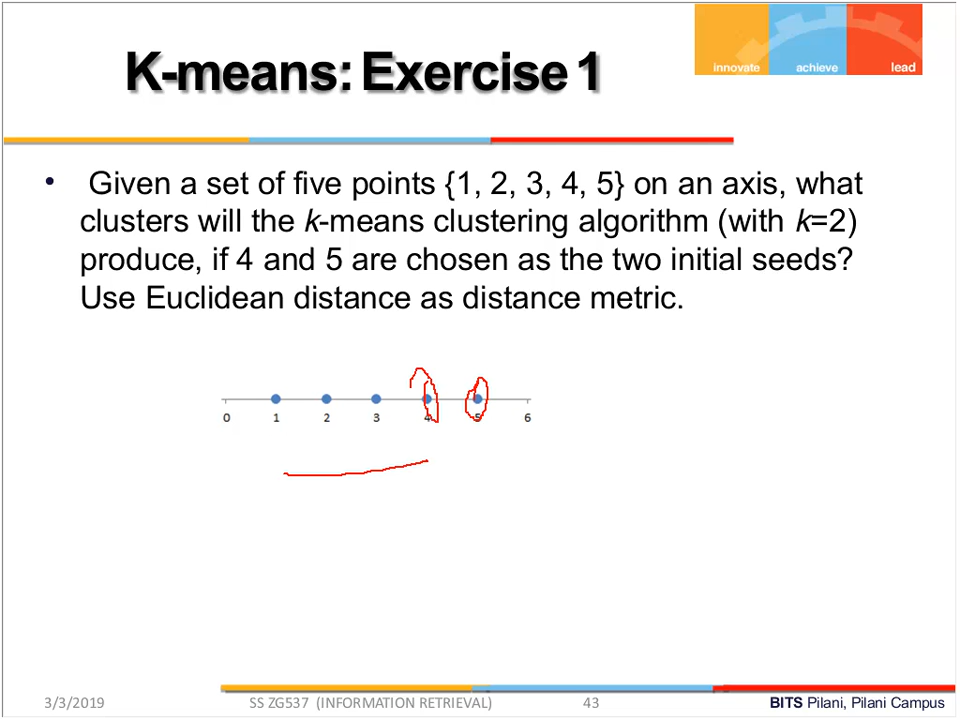 K-means: Exercise 1
innovate achieve lead
• Given a set of five points {1, 2, 3, 4, 5} on an axis, what
clusters will the k-means clustering algorithm (with k=2)
produce, if 4 and 5 are chosen as the two initial seeds?
Use Euclidean distance as distance metric.
0 1 2 3 4 5 6
3/3/2019 SS ZG537 (INFORMATION RETRIEVAL) 43 BITS Pilani, Pilani Campus